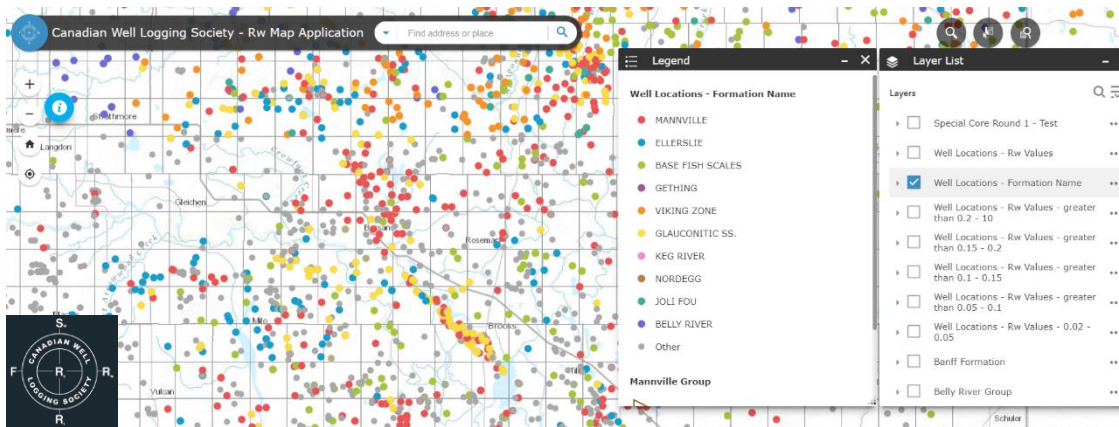 Canadian Well Logging Society - Rw Map Application
Find address or place
Strathmore
Langdon
Gleichen
Crowfoot
Bassano
Rosemary
Arrowwood Creek
Milo
Brooks
Vulcan
Schuler
Legend
Well Locations - Formation Name
MANNVILLE
ELLERSLIE
BASE FISH SCALES
GETHING
VIKING ZONE
GLAUCONITIC SS.
KEG RIVER
NORDEGG
JOLI FOU
BELLY RIVER
Other
Mannville Group
Layer List
Layers
Special Core Round 1 - Test
Well Locations - Rw Values
Well Locations - Formation Name
Well Locations - Rw Values - greater
than 0.2 - 10
Well Locations - Rw Values - greater
than 0.15 - 0.2
Well Locations - Rw Values - greater
than 0.1 - 0.15
Well Locations - Rw Values - greater
than 0.05 - 0.1
Well Locations - Rw Values - 0.02 -
0.05
Banff Formation
Belly River Group
CANADIAN WELL
LOGGING SOCIETY